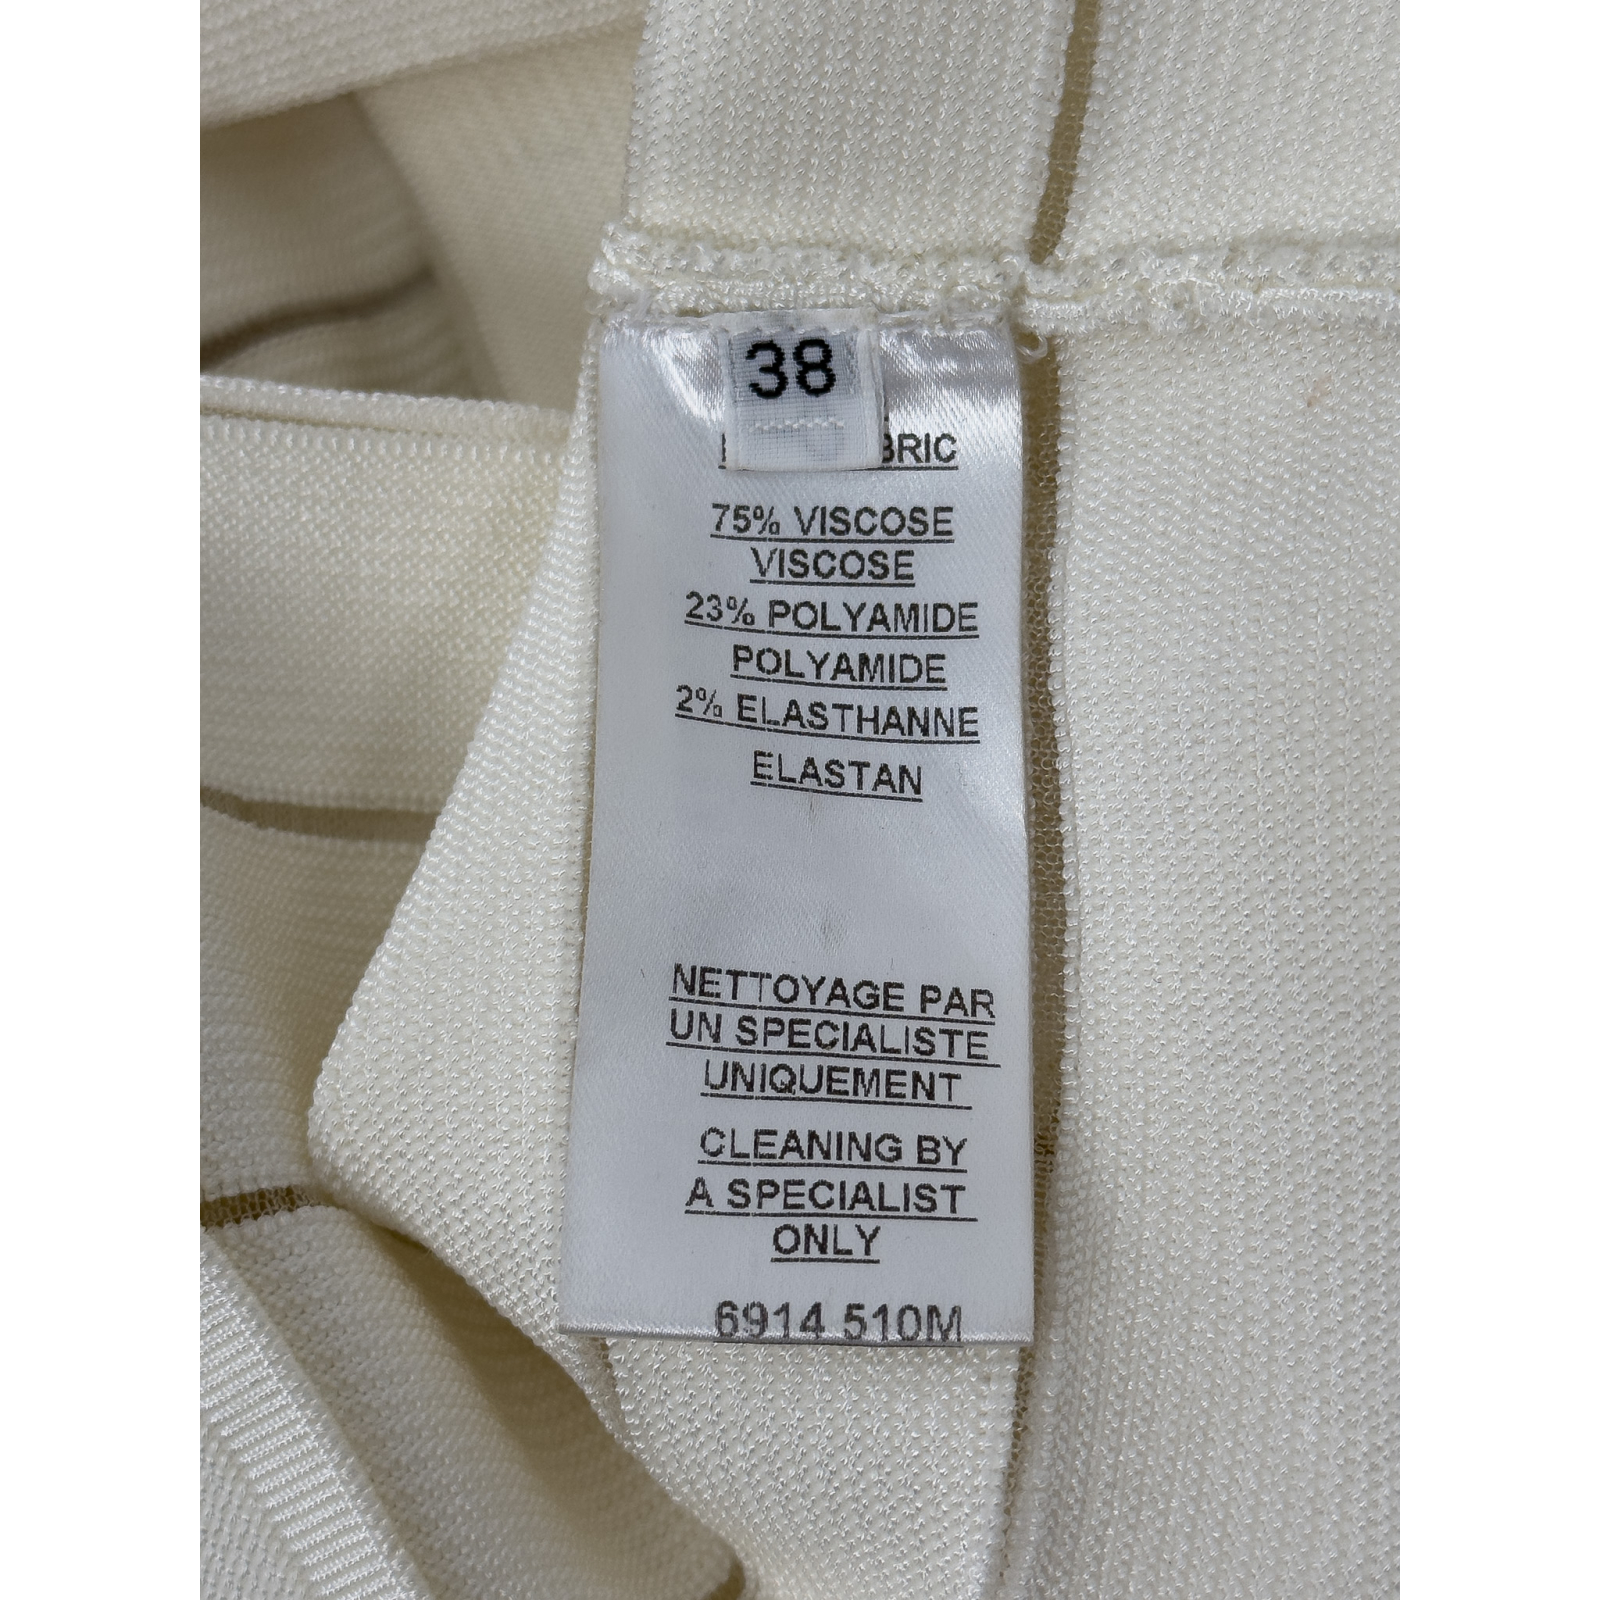 38
75% VISCOSE
VISCOSE
23% POLYAMIDE
POLYAMIDE
2% ELASTHANNE
ELASTAN
NETTOYAGE PAR
UN SPECIALISTE
UNIQUEMENT
CLEANING BY
A SPECIALIST
ONLY
6914 510M